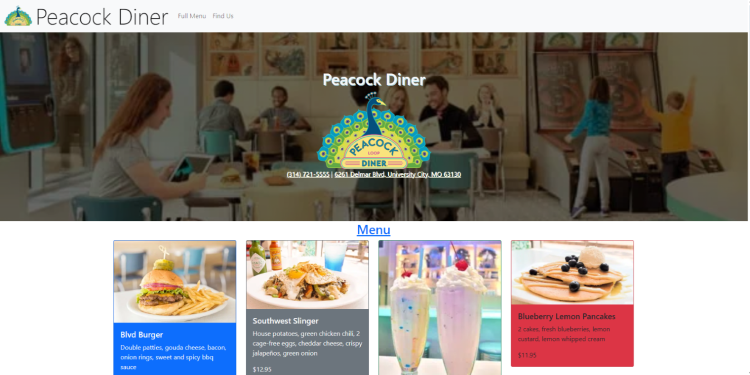 Peacock Diner Full Menu Find Us
Peacock Diner
PEACOCK
LOOP
DINER
(314) 721-5555 | 6261 Delmar Blvd, University City, MO 63130
Menu
Blvd Burger
Double patties, gouda cheese, bacon,
onion rings, sweet and spicy bbq
sauce
Southwest Slinger
House potatoes, green chicken chili, 2
cage-free eggs, cheddar cheese, crispy
jalapeños, green onion
$12.95
Blueberry Lemon Pancakes
2 cakes, fresh blueberries, lemon
custard, lemon whipped cream
$11.95